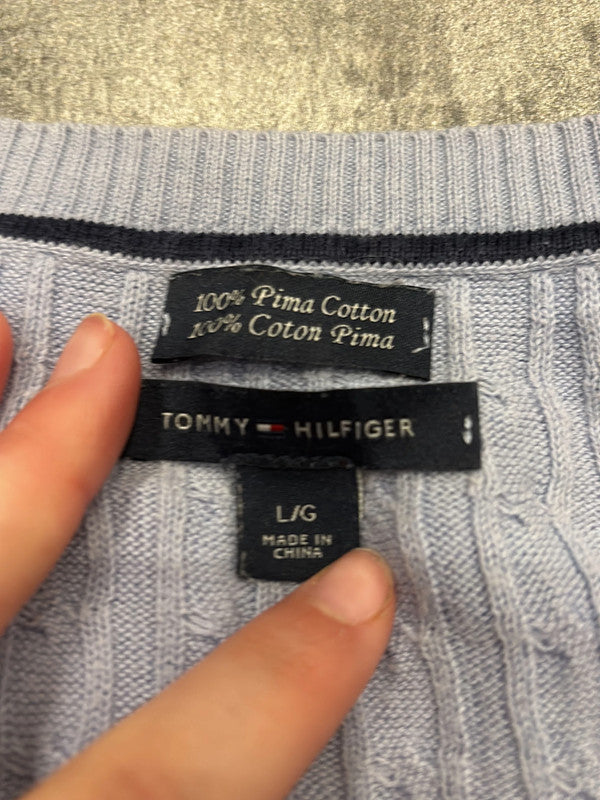 100% Pima Cotton
100% Coton Pima
TOMMY HILFIGER
L/G
MADE IN
CHINA